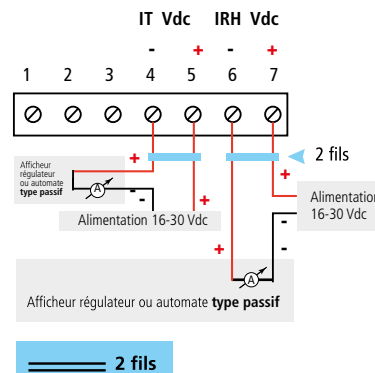 IT Vdc IRH Vdc
- + - +
1 2 3 4 5 6 7
2 fils
+
+
Afficheur
régulateur
ou automate
type passif
A
-
-
+
Alimentation 16-30 Vdc
Alimentation
16-30 Vdc
-
+
-
A
Afficheur régulateur ou automate type passif
2 fils